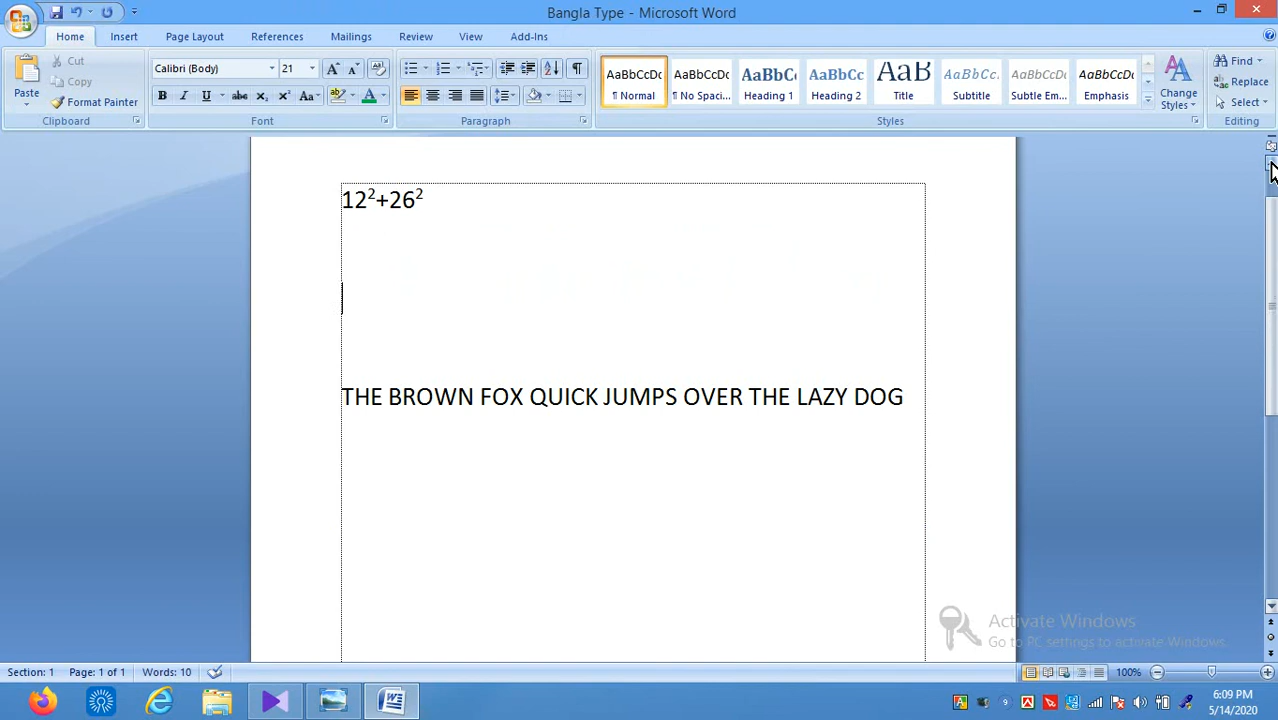 Bangla Type - Microsoft Word
Home Insert Page Layout References Mailings Review View Add-Ins
Cut
Copy
Format Painter
Paste
Clipboard
Calibri (Body) 21
Font
Paragraph
AaBbCcDc AaBbCcDc AaBbC AaBbCc AaB AaBbCc. AaBbCcDc AaBbCcDc
¶ Normal ¶ No Spaci... Heading 1 Heading 2 Title Subtitle Subtle Em... Emphasis
Styles
Change Styles
Find
Replace
Select
Editing
12²+26²
THE BROWN FOX QUICK JUMPS OVER THE LAZY DOG
Activate Windows
Go to PC settings to activate Windows.
Section: 1 Page: 1 of 1 Words: 10 100%
6:09 PM
5/14/2020